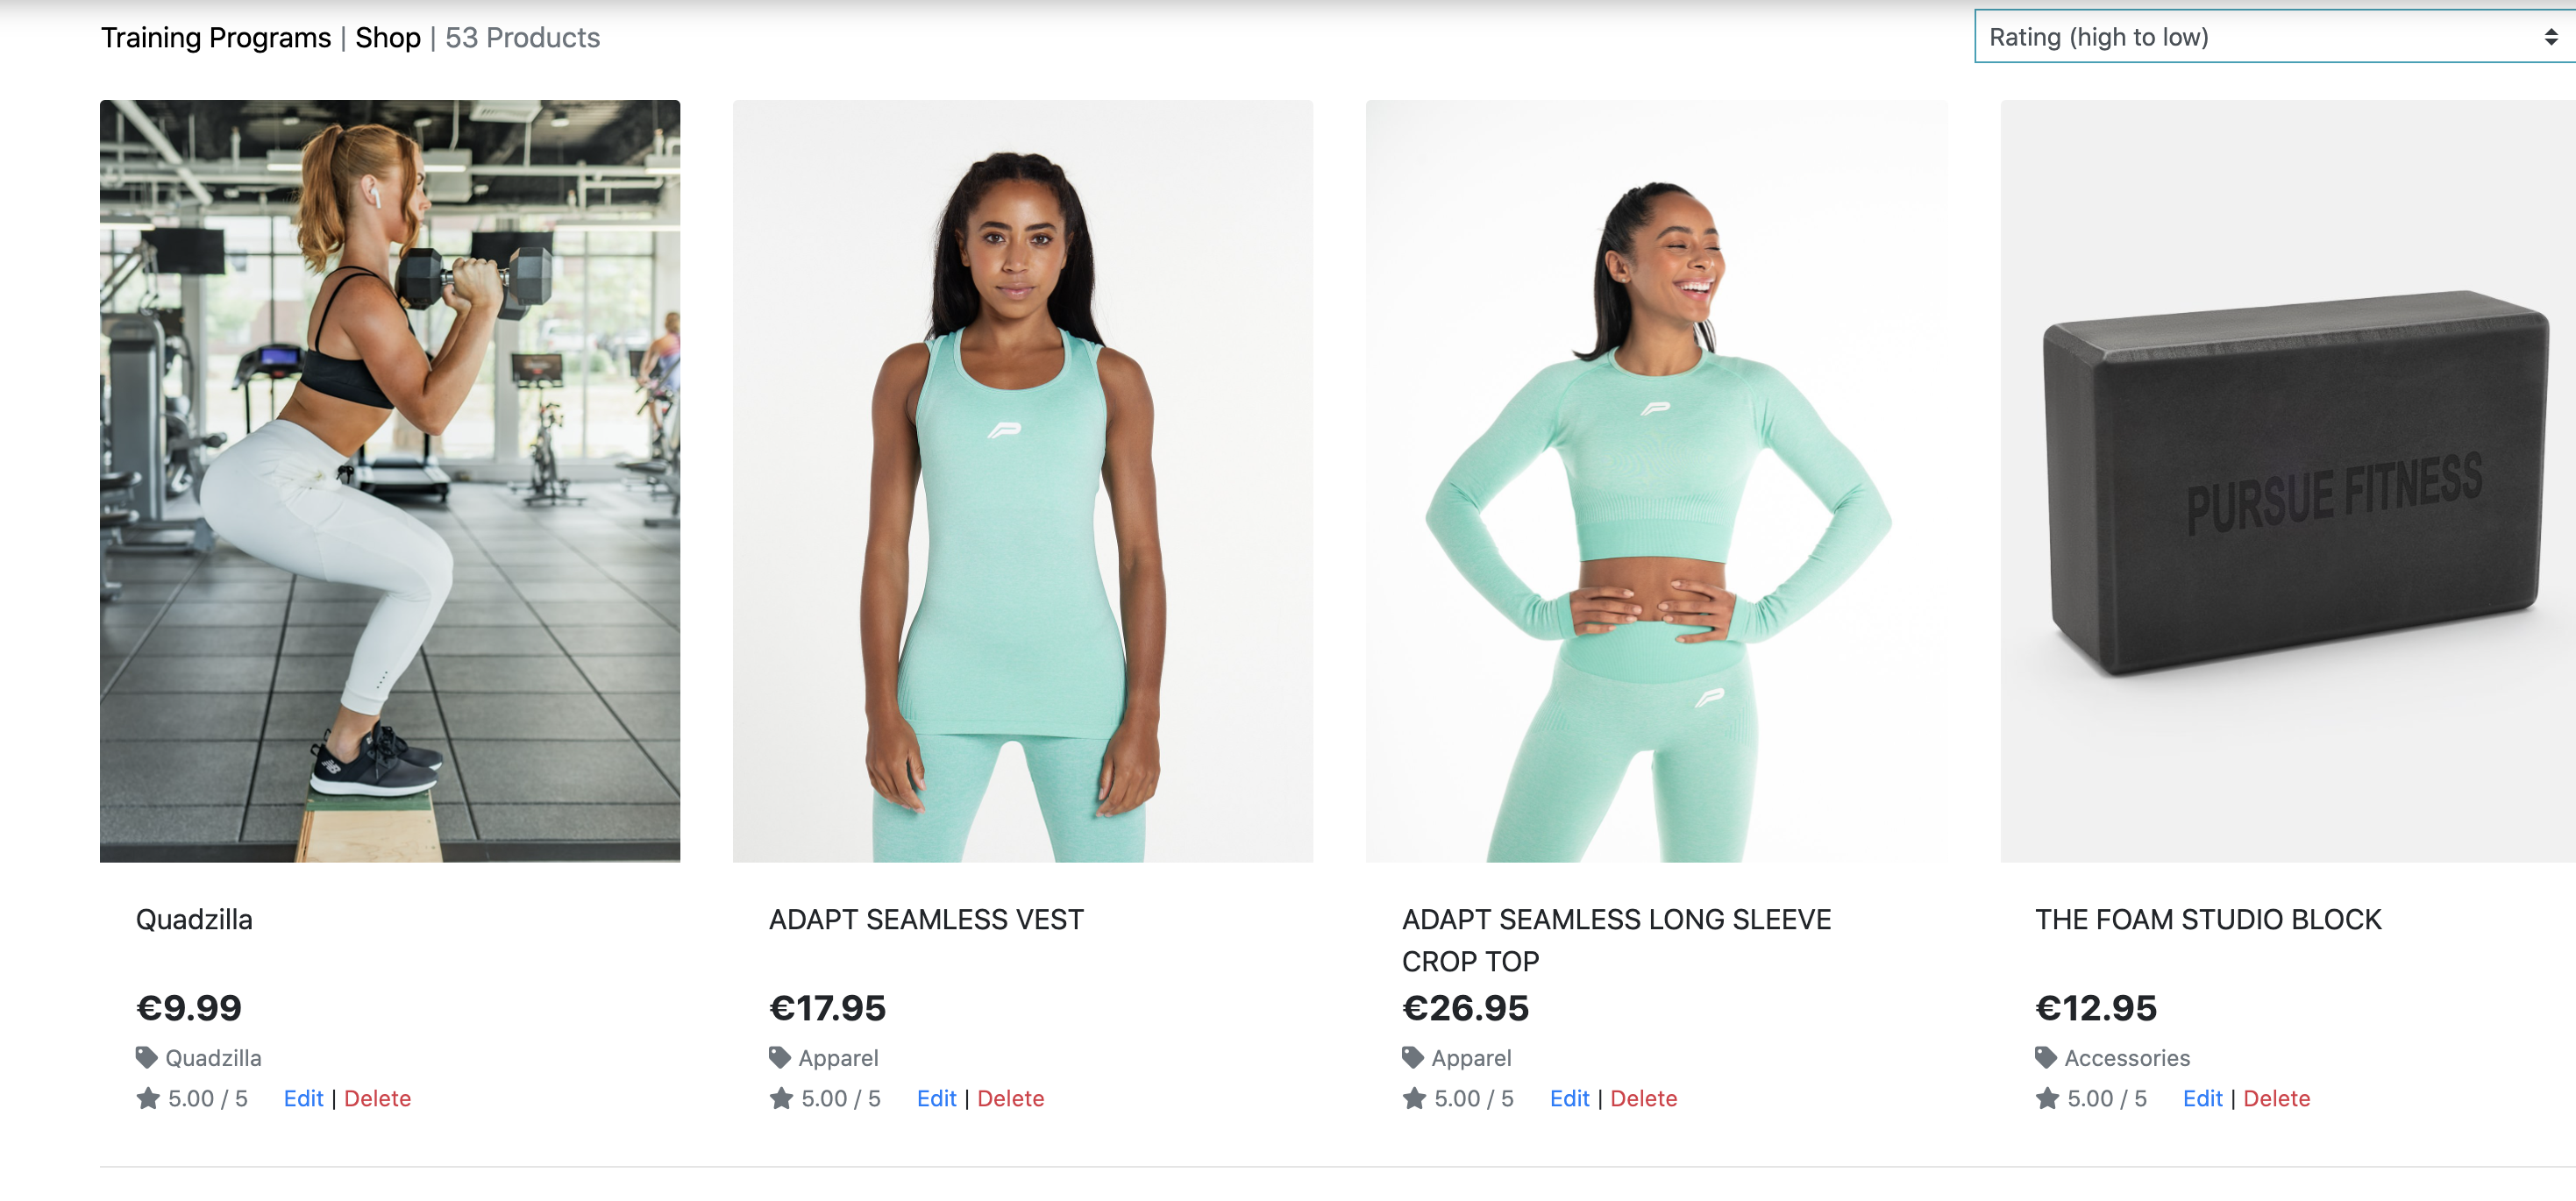 Training Programs | Shop | 53 Products
Rating (high to low)
PURSUE FITNESS
Quadzilla
€9.99
Quadzilla
5.00 / 5 Edit | Delete
ADAPT SEAMLESS VEST
€17.95
Apparel
5.00 / 5 Edit | Delete
ADAPT SEAMLESS LONG SLEEVE
CROP TOP
€26.95
Apparel
5.00 / 5 Edit | Delete
THE FOAM STUDIO BLOCK
€12.95
Accessories
5.00 / 5 Edit | Delete